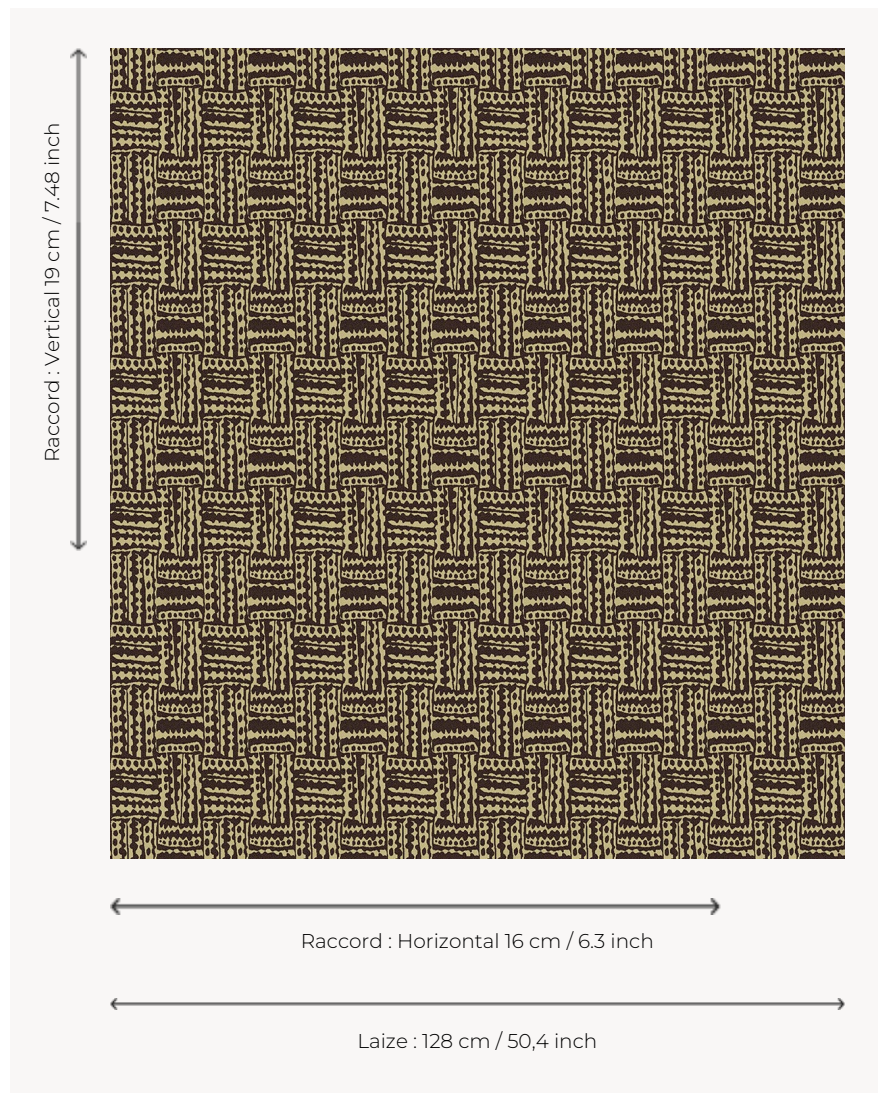 Raccord : Vertical 19 cm / 7.48 inch
Raccord : Horizontal 16 cm / 6.3 inch
Laize : 128 cm / 50,4 inch